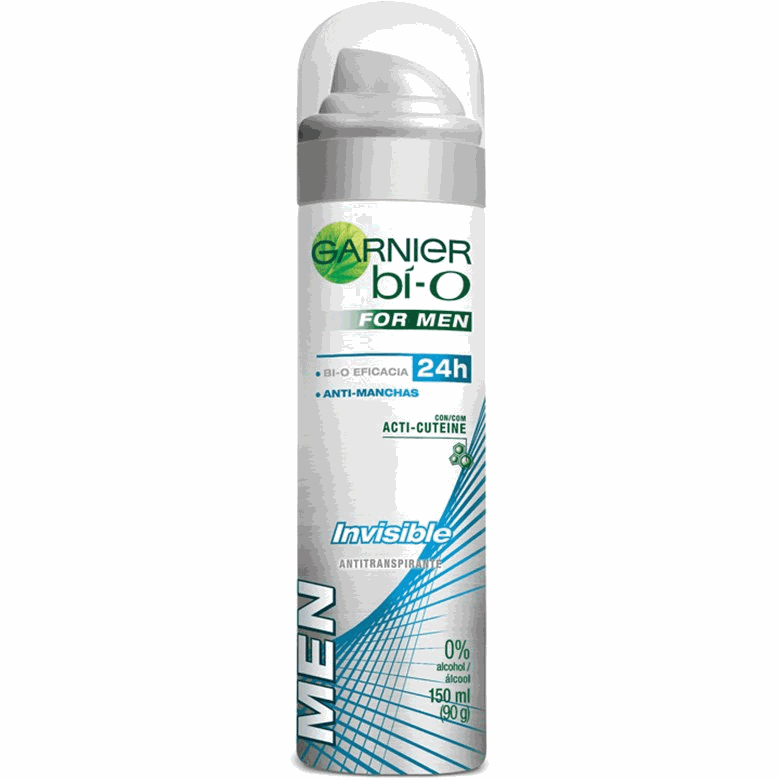 GARNIER
bí-O
FOR MEN
• BI-O EFICACIA 24h
• ANTI-MANCHAS
CON/COM
ACTI-CUTEINE
Invisible
ANTITRANSPIRANTE
MEN
0%
alcohol /
álcool
150 ml
(90 g)